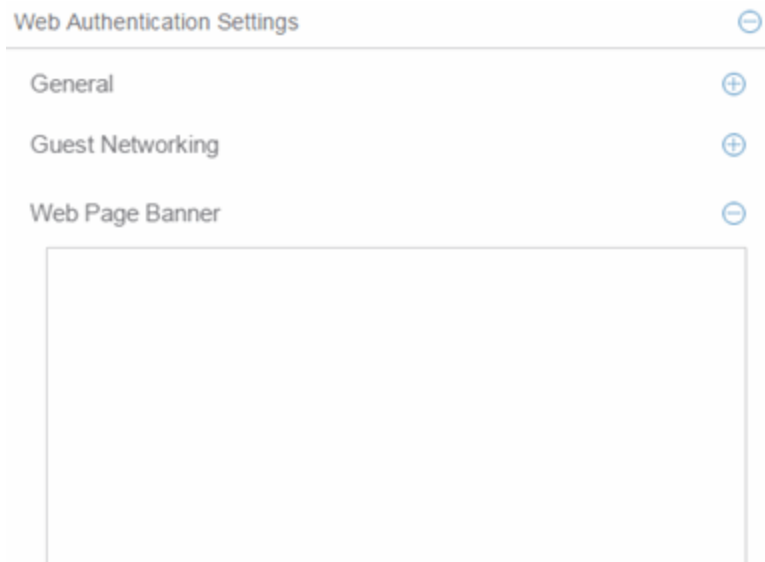 Web Authentication Settings
General
Guest Networking
Web Page Banner